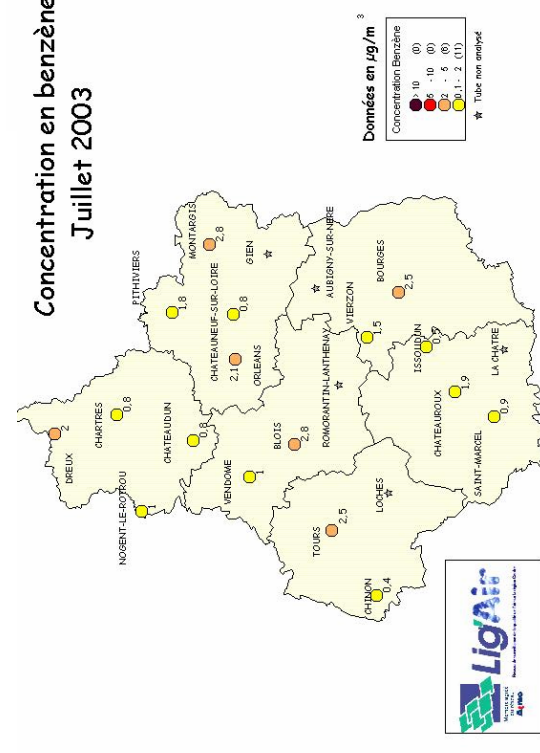 Concentration en benzène
Juillet 2003
Données en µg/m 3
Concentration Benzène
> 10 (0)
5 - 10 (0)
2 - 5 (6)
0,1 - 2 (11)
Tube non analysé
DREUX
2
CHARTRES
0,8
NOGENT-LE-ROTROU
1
CHATEAUDUN
0,8
PITHIVIERS
1,8
MONTARGIS
2,8
CHATEAUNEUF-SUR-LOIRE
0,8
GIEN
ORLEANS
2,1
VENDOME
1
BLOIS
2,8
ROMORANTIN-LANTHENAY
AUBIGNY-SUR-NERE
VIERZON
1,5
BOURGES
2,5
TOURS
2,5
LOCHES
CHINON
0,4
ISSOUDUN
CHATEAUROUX
1,9
LA CHATRE
SAINT-MARCEL
0,9
Lig'Air